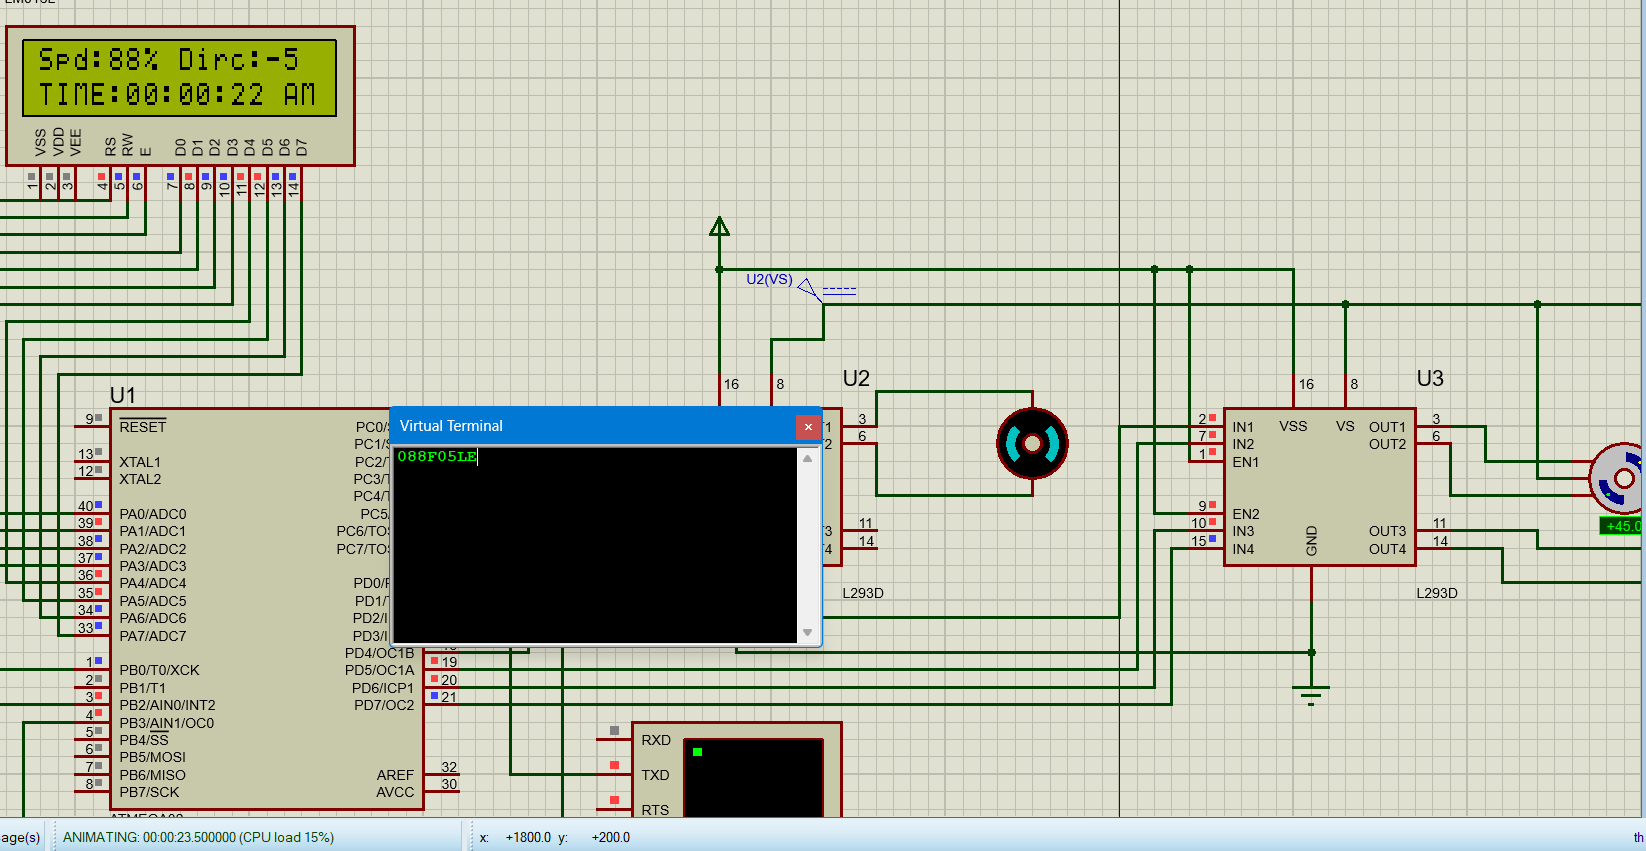 Spd:88% Dirc:-5
TIME:00:00:22 AM
VSS
VDD
VEE
RS
RW
E
D0
D1
D2
D3
D4
D5
D6
D7
1
2
3
4
5
6
7
8
9
10
11
12
13
14
U2(VS)
16
8
U2
3
6
11
14
L293D
U1
9
RESET
13
XTAL1
12
XTAL2
40
PA0/ADC0
39
PA1/ADC1
38
PA2/ADC2
37
PA3/ADC3
36
PA4/ADC4
35
PA5/ADC5
34
PA6/ADC6
33
PA7/ADC7
1
PB0/T0/XCK
2
PB1/T1
3
PB2/AIN0/INT2
4
PB3/AIN1/OC0
5
PB4/SS
6
PB5/MOSI
7
PB6/MISO
8
PB7/SCK
PC0/
PC1/
PC2/
PC3/
PC4/
PC5/
PC6/TO
PC7/TO
PD0/
PD1/
PD2/
PD3/
PD4/OC1B
PD5/OC1A
19
PD6/ICP1
20
PD7/OC2
21
AREF
32
AVCC
30
Virtual Terminal
088F05LE
U3
16
8
2
IN1
7
IN2
1
EN1
9
EN2
10
IN3
15
IN4
VSS
VS
GND
OUT1
3
OUT2
6
OUT3
11
OUT4
14
L293D
+45.0
RXD
TXD
RTS
age(s)
ANIMATING: 00:00:23.500000 (CPU load 15%)
x: +1800.0 y: +200.0
th